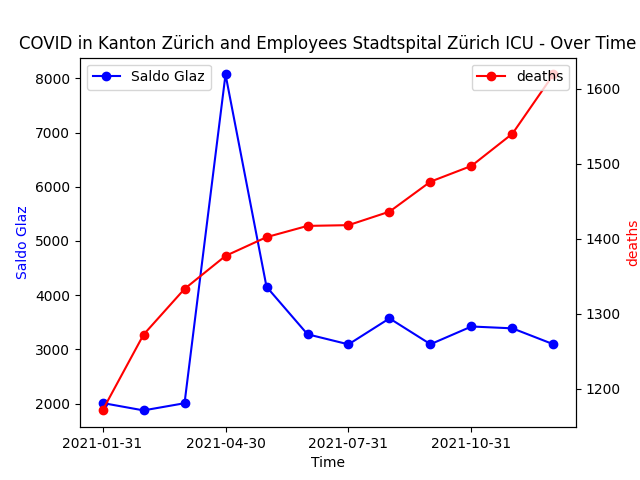 COVID in Kanton Zürich and Employees Stadtspital Zürich ICU - Over Time
Saldo Glaz
deaths
8000
7000
6000
5000
4000
3000
2000
Saldo Glaz
1600
1500
1400
1300
1200
deaths
2021-01-31
2021-04-30
2021-07-31
2021-10-31
Time